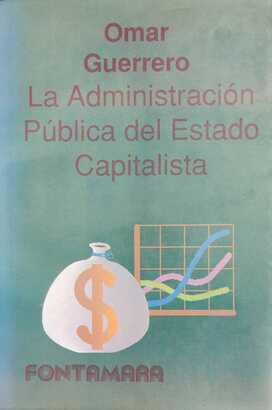 Omar
Guerrero
La Administración
Pública del Estado
Capitalista
$
FONTAMARA